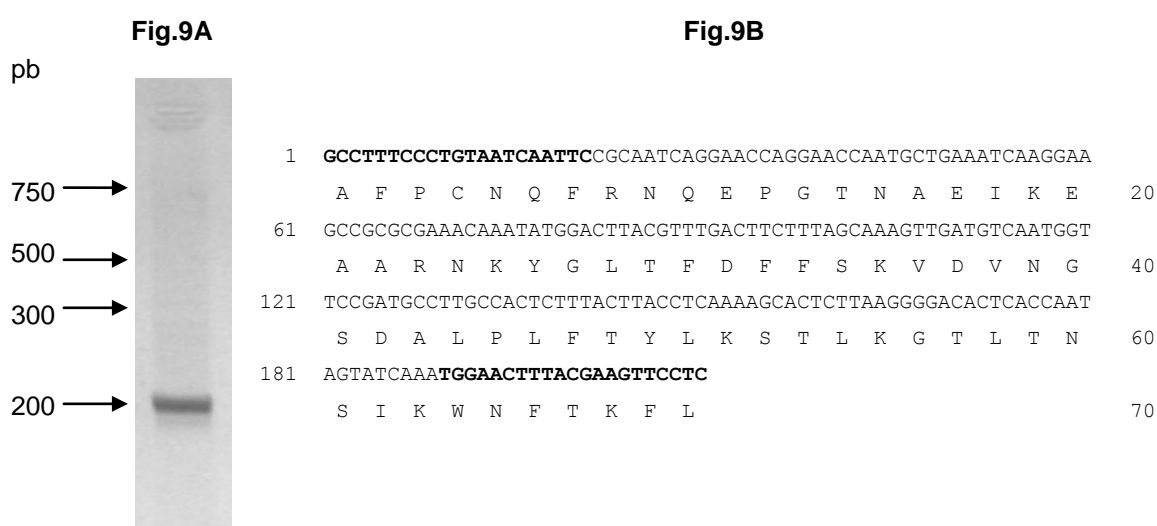 Fig.9A
Fig.9B
pb
750
500
300
200
1 GCCTTTCCCTGTAATCAATTCCGCAATCAGGAACCAGGAACCAATGCTGAAATCAAGGAA
A F P C N Q F R N Q E P G T N A E I K E 20
61 GCCGCGCGAAACAAATATGGACTTACGTTTGACTTCTTTAGCAAAGTTGATGTCAATGGT
A A R N K Y G L T F D F F S K V D V N G 40
121 TCCGATGCCTTGCCACTCTTTACTTACCTCAAAAGCACTCTTAAGGGGACACTCACCAAT
S D A L P L F T Y L K S T L K G T L T N 60
181 AGTATCAAATGGAACTTTACGAAGTTCCTC
S I K W N F T K F L 70